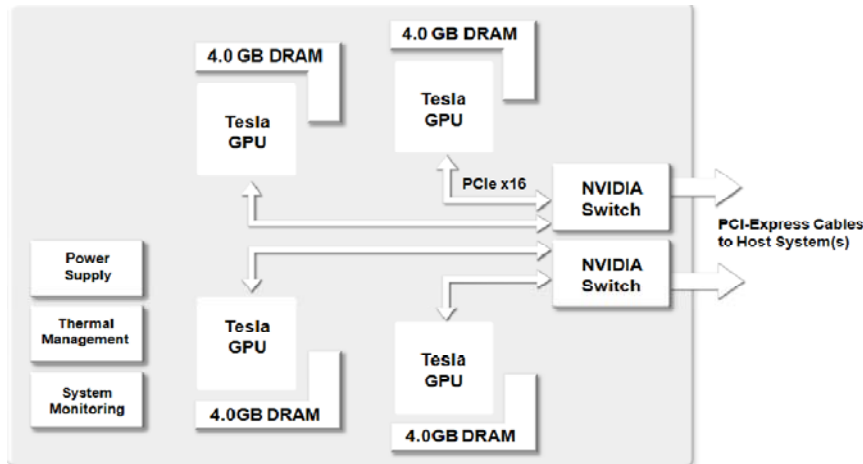 4.0 GB DRAM
4.0 GB DRAM
Tesla
GPU
Tesla
GPU
PCIe x16
NVIDIA
Switch
PCI-Express Cables
to Host System(s)
NVIDIA
Switch
Power
Supply
Thermal
Management
System
Monitoring
Tesla
GPU
Tesla
GPU
4.0GB DRAM
4.0GB DRAM